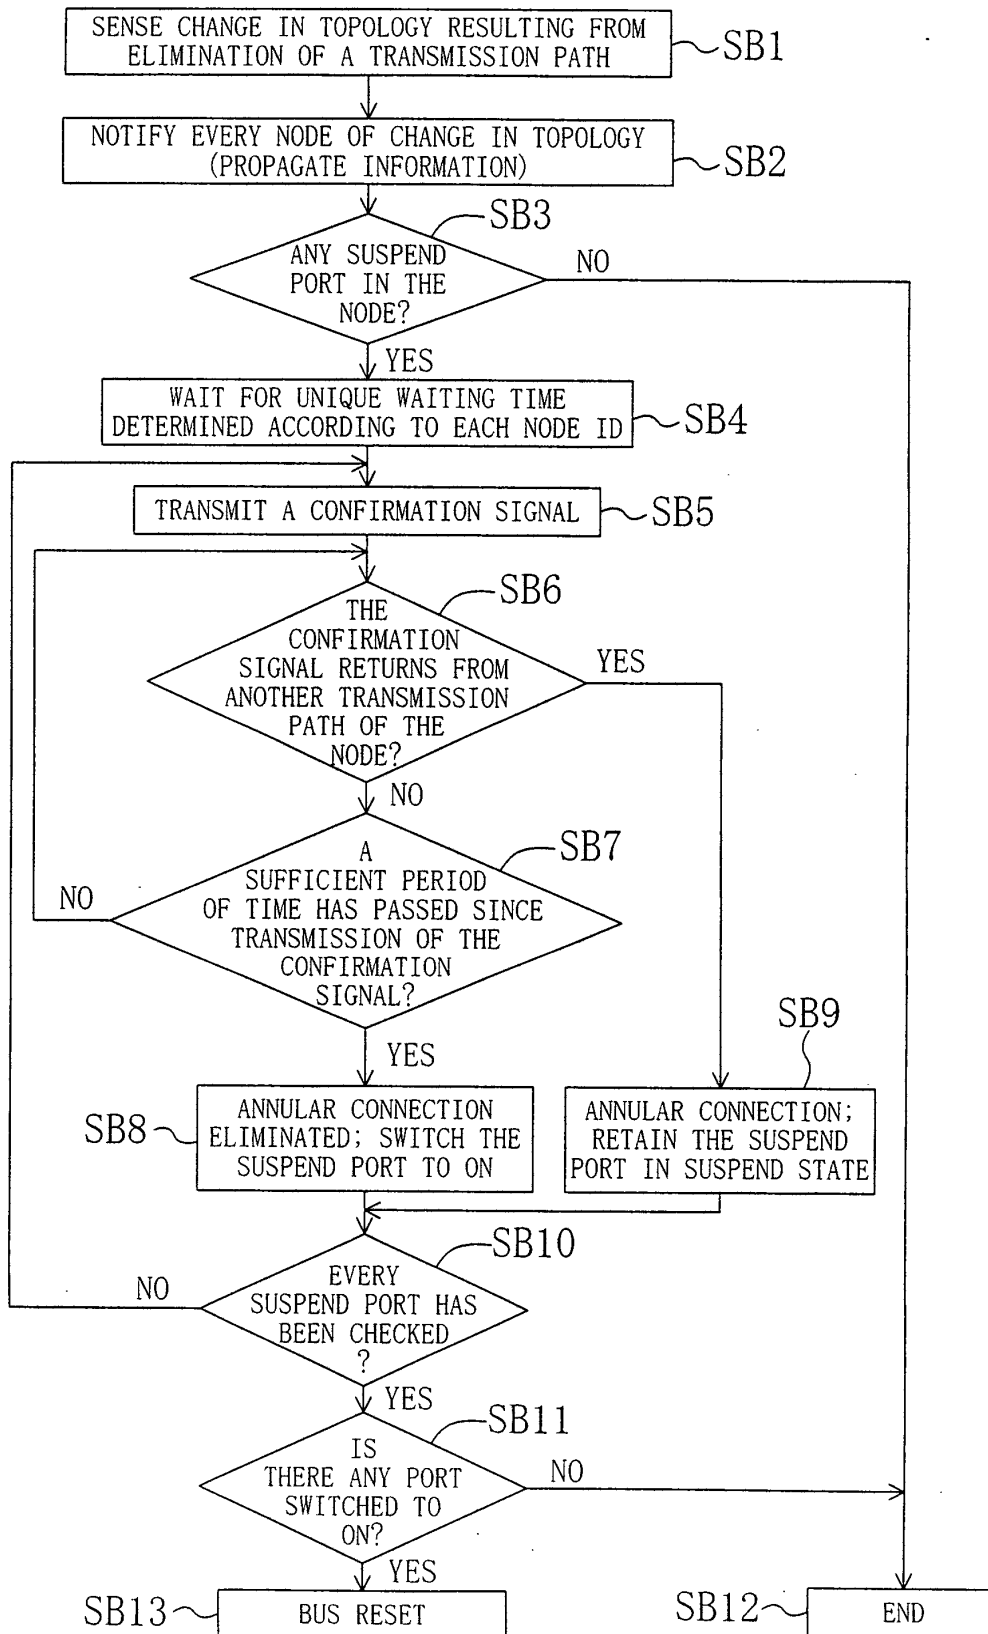 SENSE CHANGE IN TOPOLOGY RESULTING FROM
ELIMINATION OF A TRANSMISSION PATH
SB1
NOTIFY EVERY NODE OF CHANGE IN TOPOLOGY
(PROPAGATE INFORMATION)
SB2
SB3
ANY SUSPEND
PORT IN THE
NODE?
NO
YES
WAIT FOR UNIQUE WAITING TIME
DETERMINED ACCORDING TO EACH NODE ID
SB4
TRANSMIT A CONFIRMATION SIGNAL
SB5
SB6
THE
CONFIRMATION
SIGNAL RETURNS FROM
ANOTHER TRANSMISSION
PATH OF THE
NODE?
YES
NO
SB7
A
SUFFICIENT PERIOD
OF TIME HAS PASSED SINCE
TRANSMISSION OF THE
CONFIRMATION
SIGNAL?
NO
YES
SB9
SB8
ANNULAR CONNECTION
ELIMINATED; SWITCH THE
SUSPEND PORT TO ON
ANNULAR CONNECTION;
RETAIN THE SUSPEND
PORT IN SUSPEND STATE
SB10
EVERY
SUSPEND PORT HAS
BEEN CHECKED
?
NO
YES
SB11
IS
THERE ANY PORT
SWITCHED TO
ON?
NO
YES
SB13
BUS RESET
SB12
END